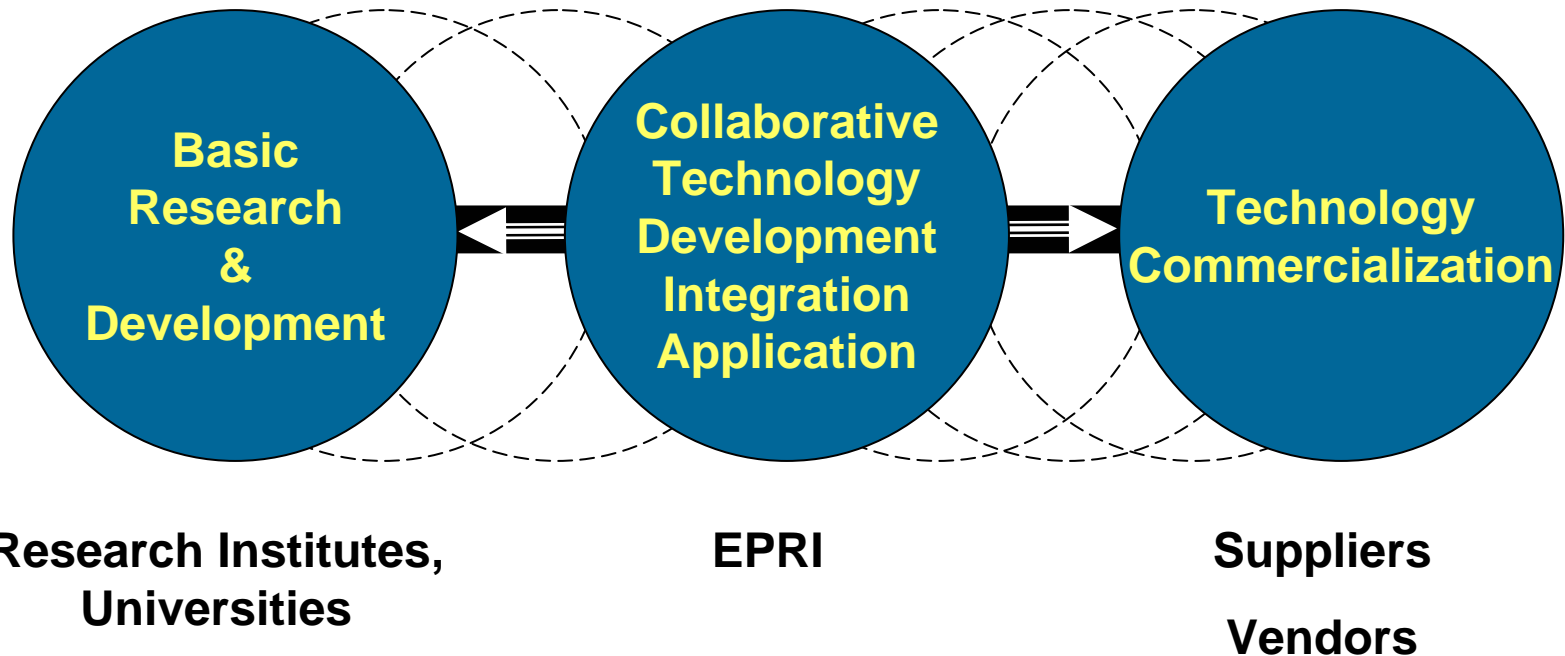 Basic
Research
&
Development
Collaborative
Technology
Development
Integration
Application
Technology
Commercialization
Research Institutes,
Universities
EPRI
Suppliers
Vendors